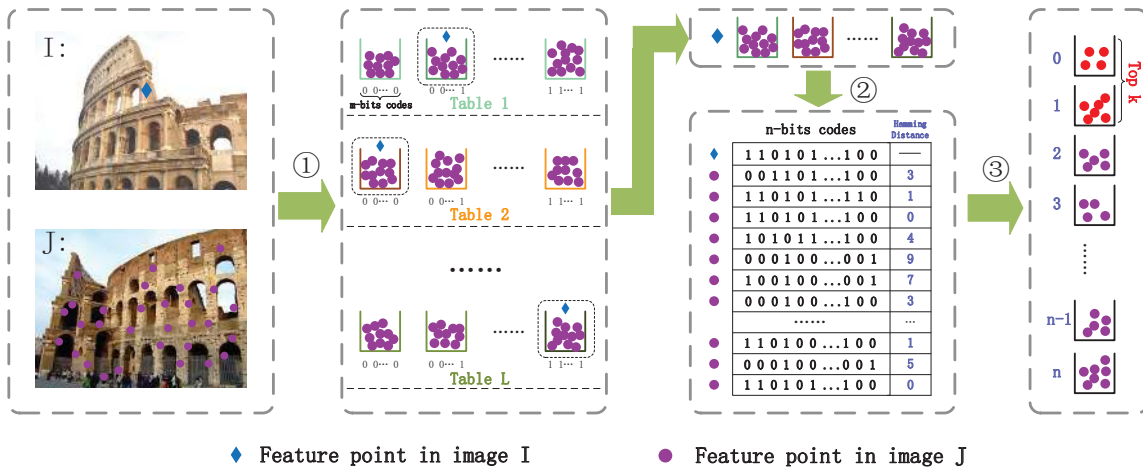 I:
J:
①
0 0··· 0
0 0··· 1
1 1··· 1
m-bits codes
Table 1
······
0 0··· 0
0 0··· 1
1 1··· 1
Table 2
······
······
0 0··· 0
0 0··· 1
1 1··· 1
Table L
······
······
②
n-bits codes
Hamming Distance
1 1 0 1 0 1 ...1 0 0 ——
0 0 1 1 0 1 ...1 0 0 3
1 1 0 1 0 1 ...1 1 0 1
1 1 0 1 0 1 ...1 0 0 0
1 0 1 0 1 1 ...1 0 0 4
0 0 0 1 0 0 ...0 0 1 9
1 0 0 1 0 0 ...0 0 1 7
0 0 0 1 0 0 ...1 0 0 3
······ ...
1 1 0 1 0 0 ...1 0 0 1
0 0 0 1 0 0 ...0 0 1 5
1 1 0 1 0 1 ...1 0 0 0
③
0
1
Top k
2
3
······
n-1
n
Feature point in image I
Feature point in image J